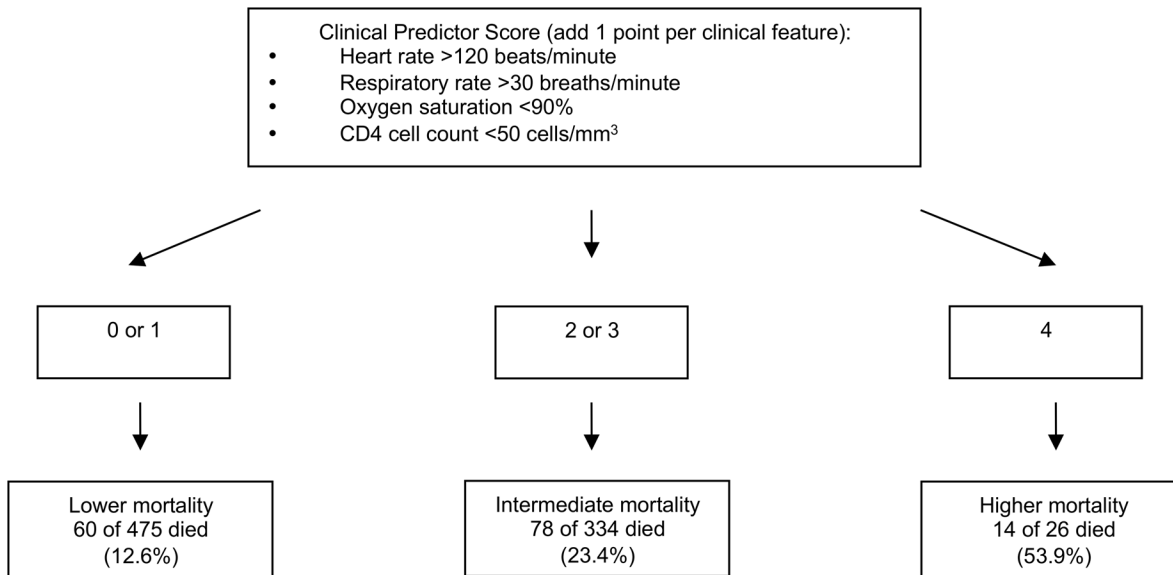 Clinical Predictor Score (add 1 point per clinical feature):
• Heart rate >120 beats/minute
• Respiratory rate >30 breaths/minute
• Oxygen saturation <90%
• CD4 cell count <50 cells/mm³
0 or 1
2 or 3
4
Lower mortality
60 of 475 died
(12.6%)
Intermediate mortality
78 of 334 died
(23.4%)
Higher mortality
14 of 26 died
(53.9%)